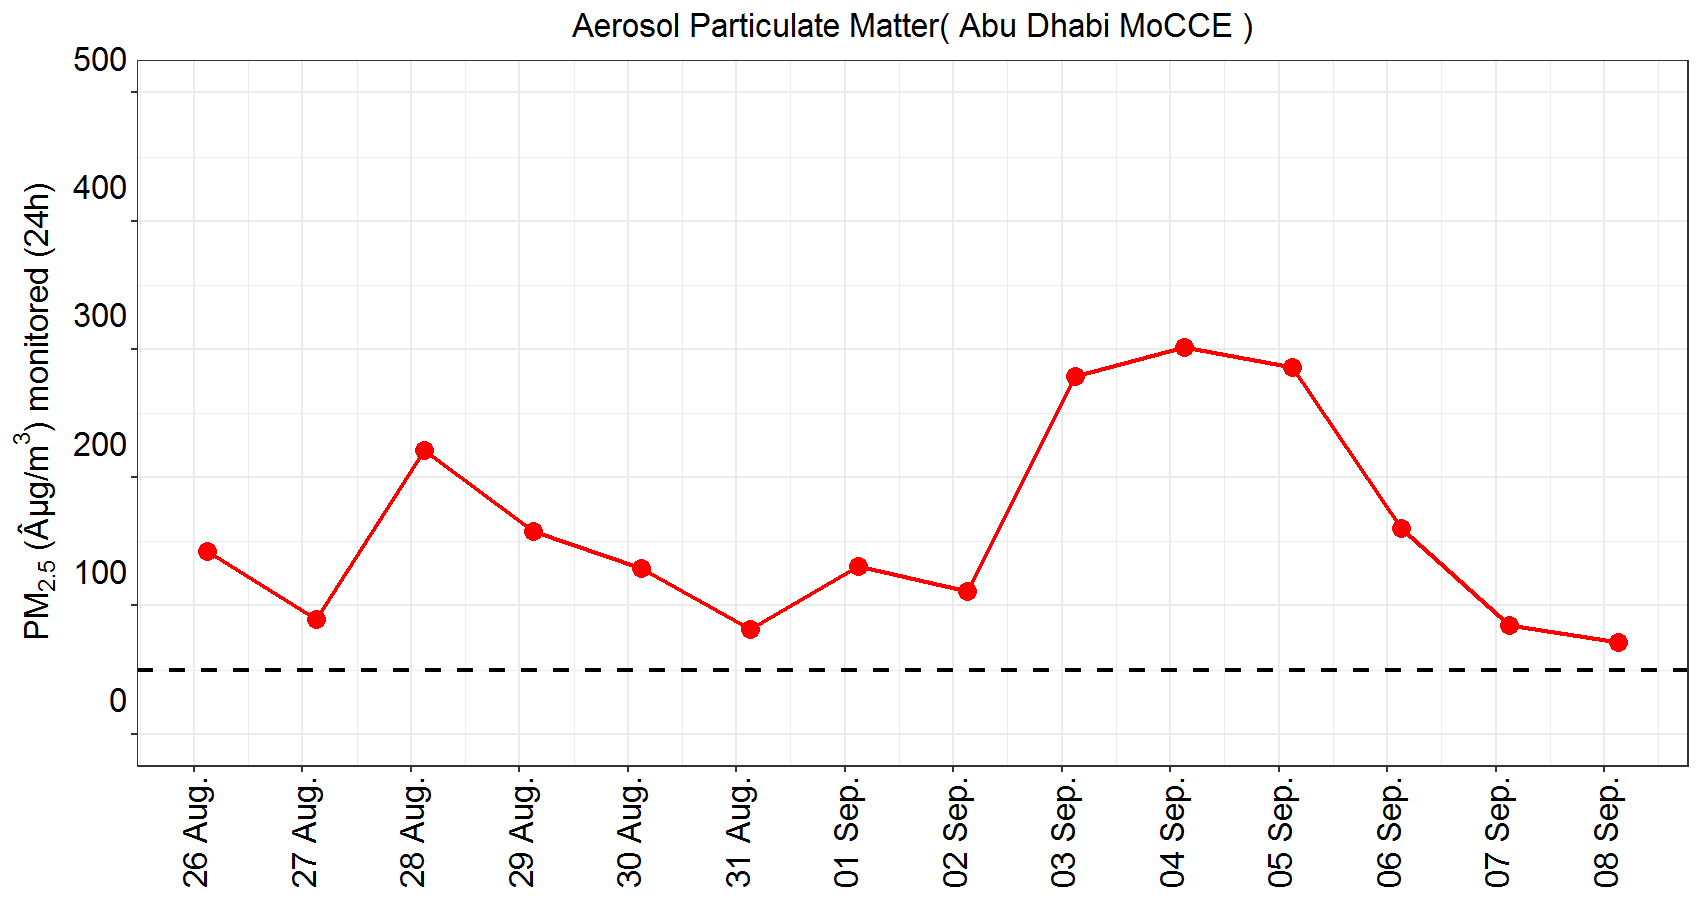 Aerosol Particulate Matter( Abu Dhabi MoCCE )
PM2.5 (Âµg/m3) monitored (24h)
500
400
300
200
100
0
26 Aug.
27 Aug.
28 Aug.
29 Aug.
30 Aug.
31 Aug.
01 Sep.
02 Sep.
03 Sep.
04 Sep.
05 Sep.
06 Sep.
07 Sep.
08 Sep.